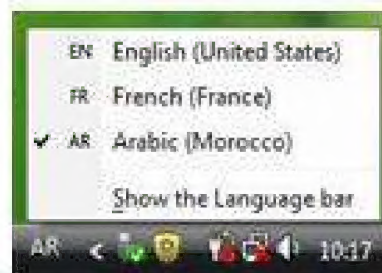 EN English (United States)
FR French (France)
AR Arabic (Morocco)
Show the Language bar
AR < 10:17